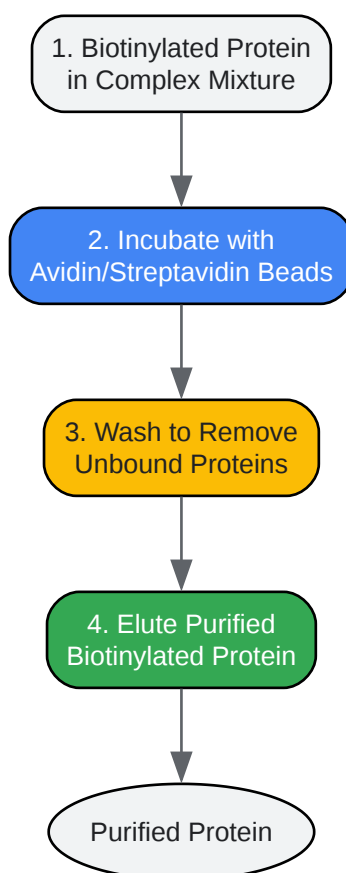 1. Biotinylated Protein
in Complex Mixture
2. Incubate with
Avidin/Streptavidin Beads
3. Wash to Remove
Unbound Proteins
4. Elute Purified
Biotinylated Protein
Purified Protein